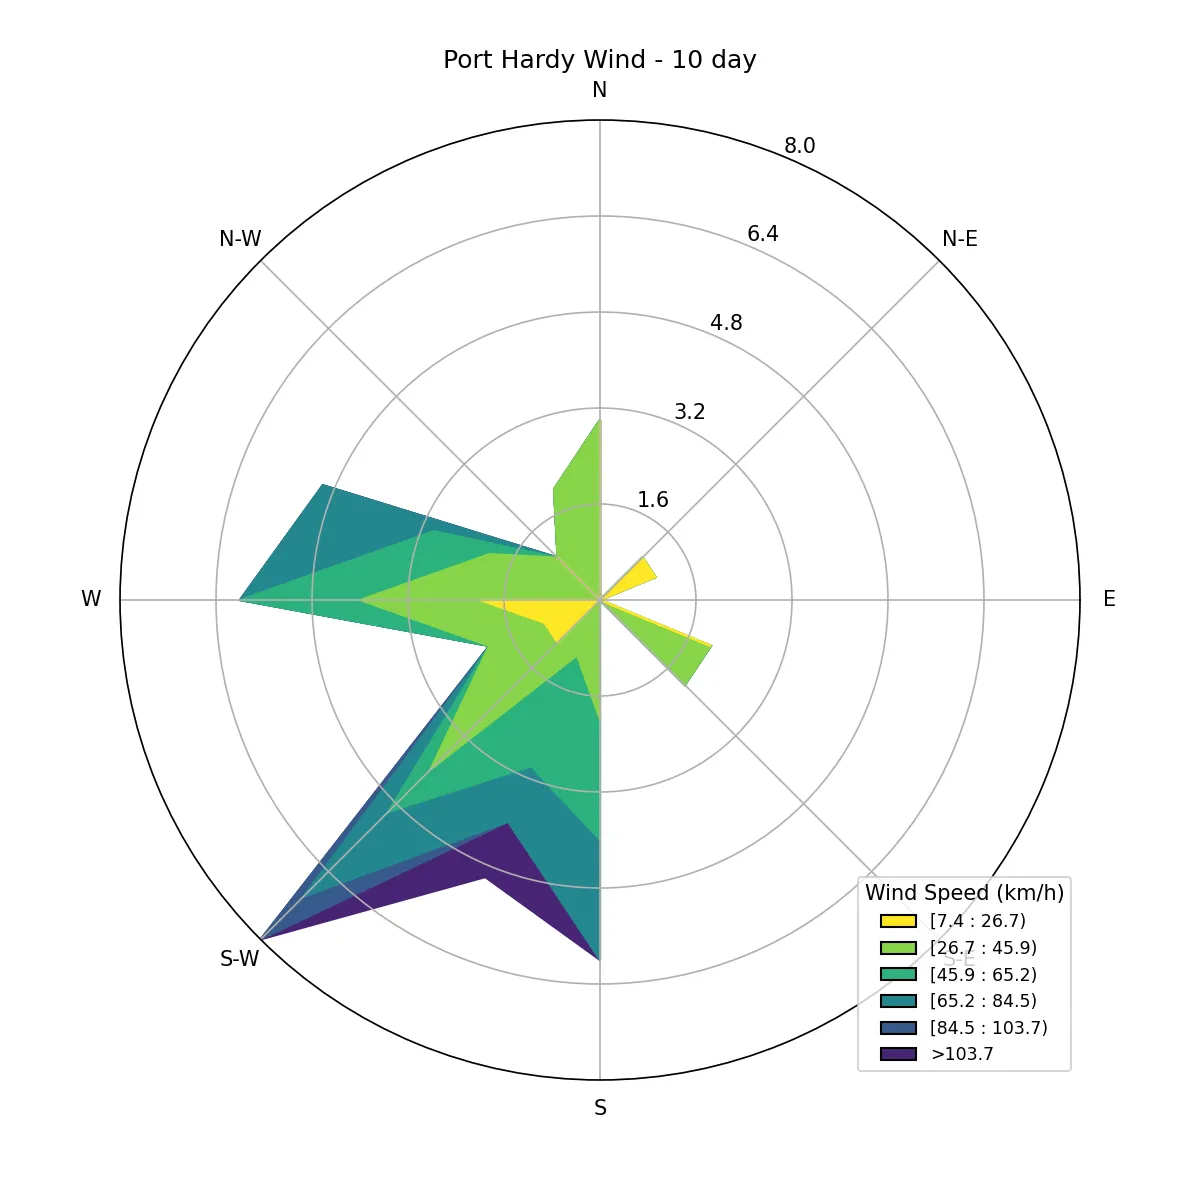 Port Hardy Wind - 10 day
N
8.0
N-W
6.4
N-E
4.8
3.2
1.6
W
E
Wind Speed (km/h)
[7.4 : 26.7)
[26.7 : 45.9)
S-W
S-E
[45.9 : 65.2)
[65.2 : 84.5)
[84.5 : 103.7)
>103.7
S